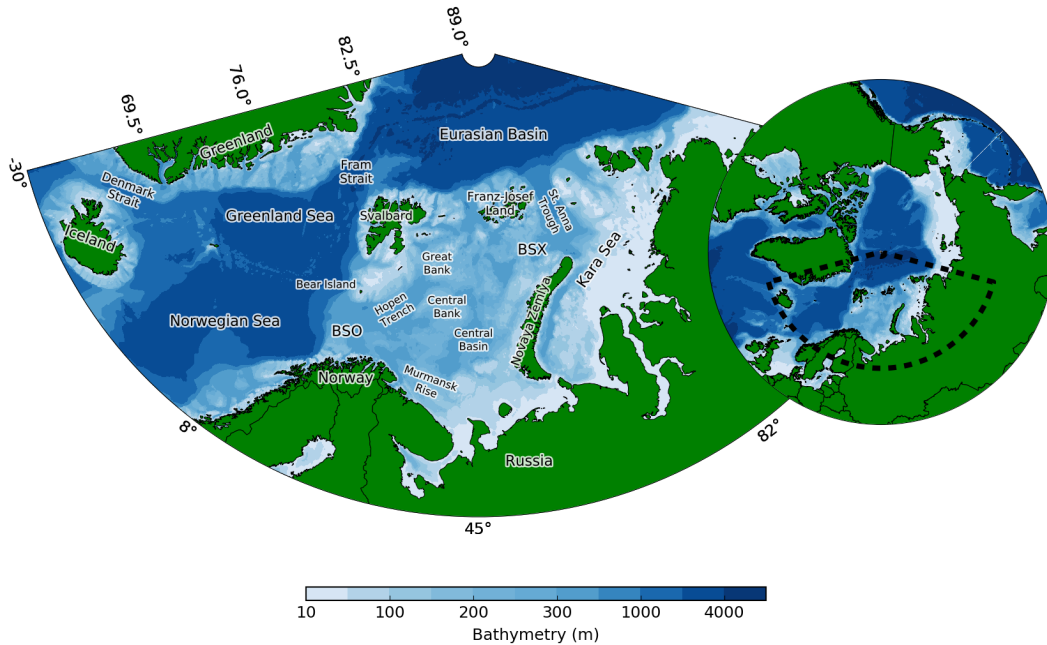 89.0°
82.5°
76.0°
69.5°
-30°
Greenland
Eurasian Basin
Fram
Strait
Denmark
Strait
Greenland Sea
Svalbard
Franz-Josef
Land
St. Anna
Trough
Iceland
BSX
Kara Sea
Great
Bank
Bear Island
Hopen
Trench
Central
Bank
Norwegian Sea
BSO
Central
Basin
Novaya Zemlya
Norway
Murmansk
Rise
8°
82°
Russia
45°
10 100 200 300 1000 4000
Bathymetry (m)